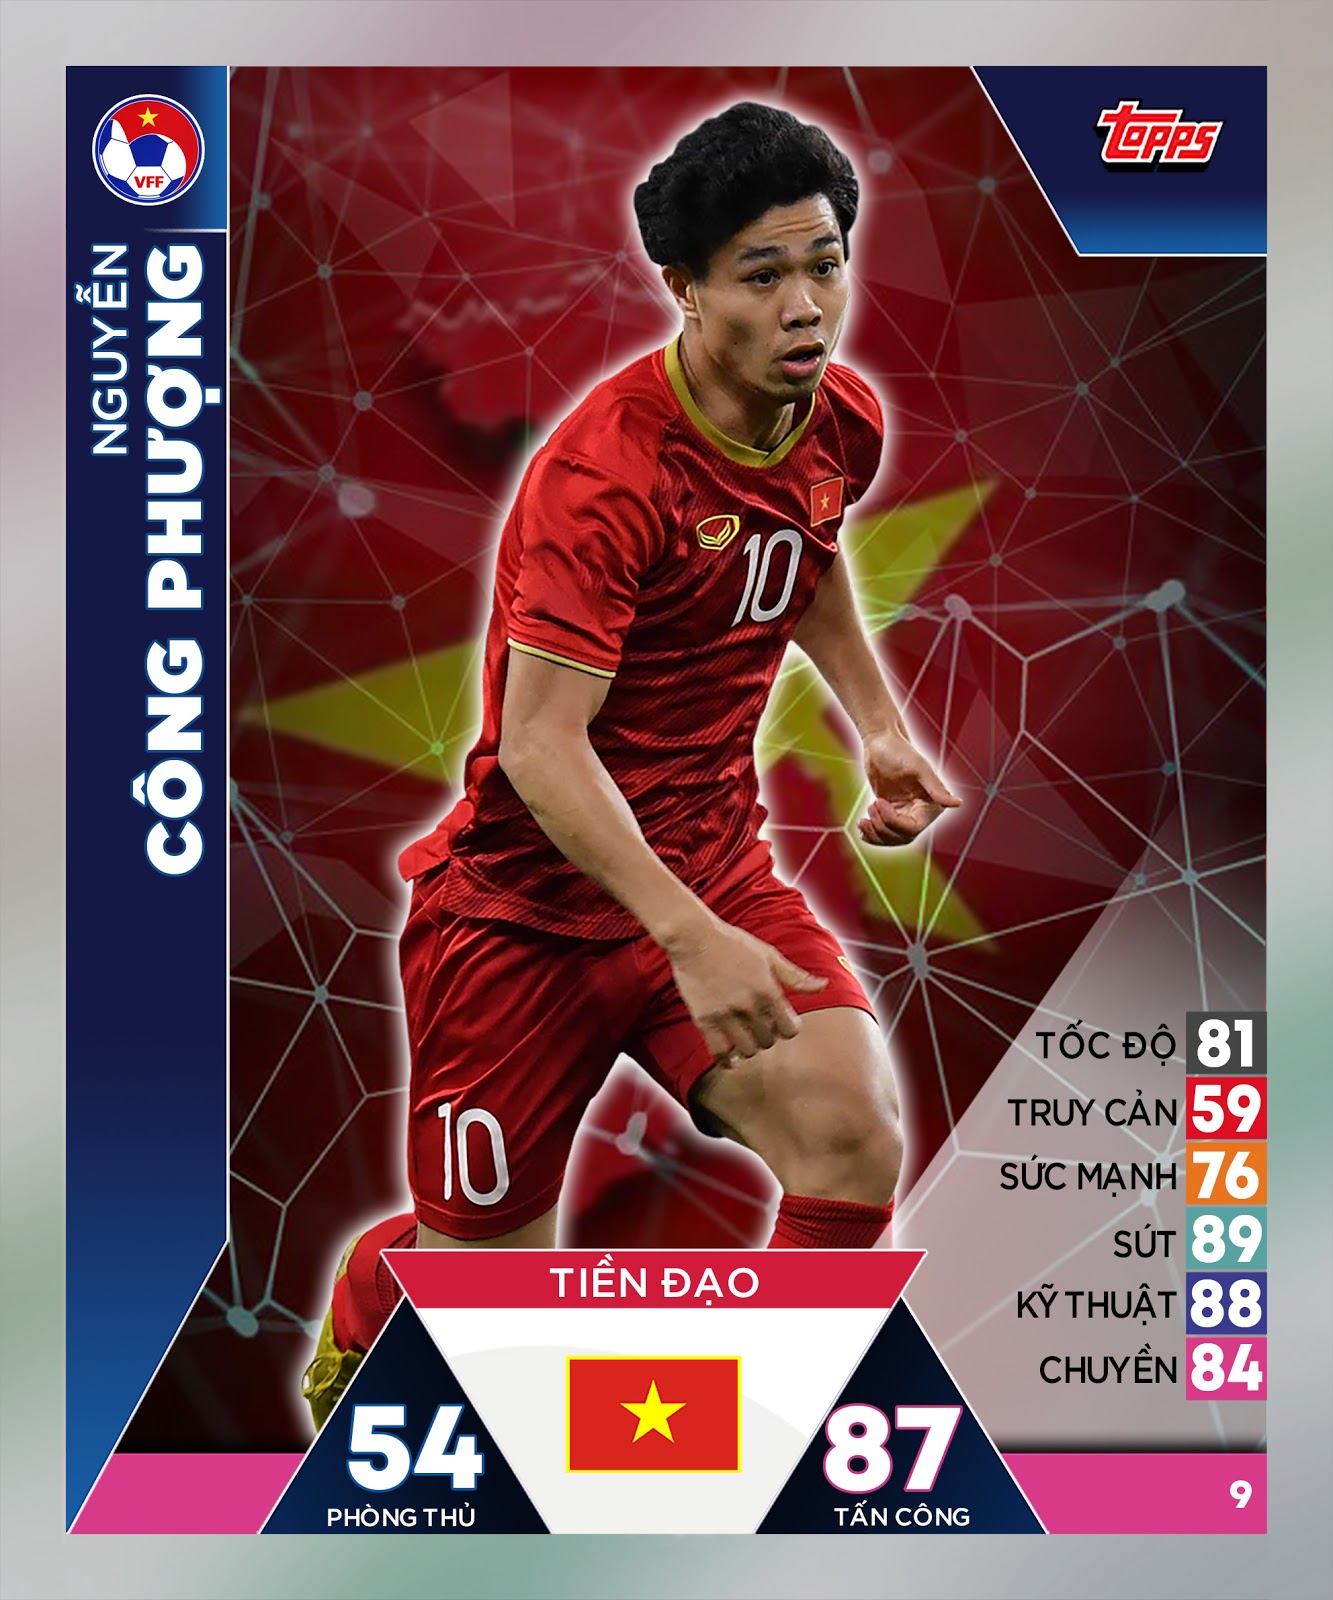 VFF
NGUYỄN
CÔNG PHƯỢNG
topps
10
10
TỐC ĐỘ 81
TRUY CẢN 59
SỨC MẠNH 76
SÚT 89
KỸ THUẬT 88
CHUYỀN 84
TIỀN ĐẠO
54
PHÒNG THỦ
87
TẤN CÔNG
9